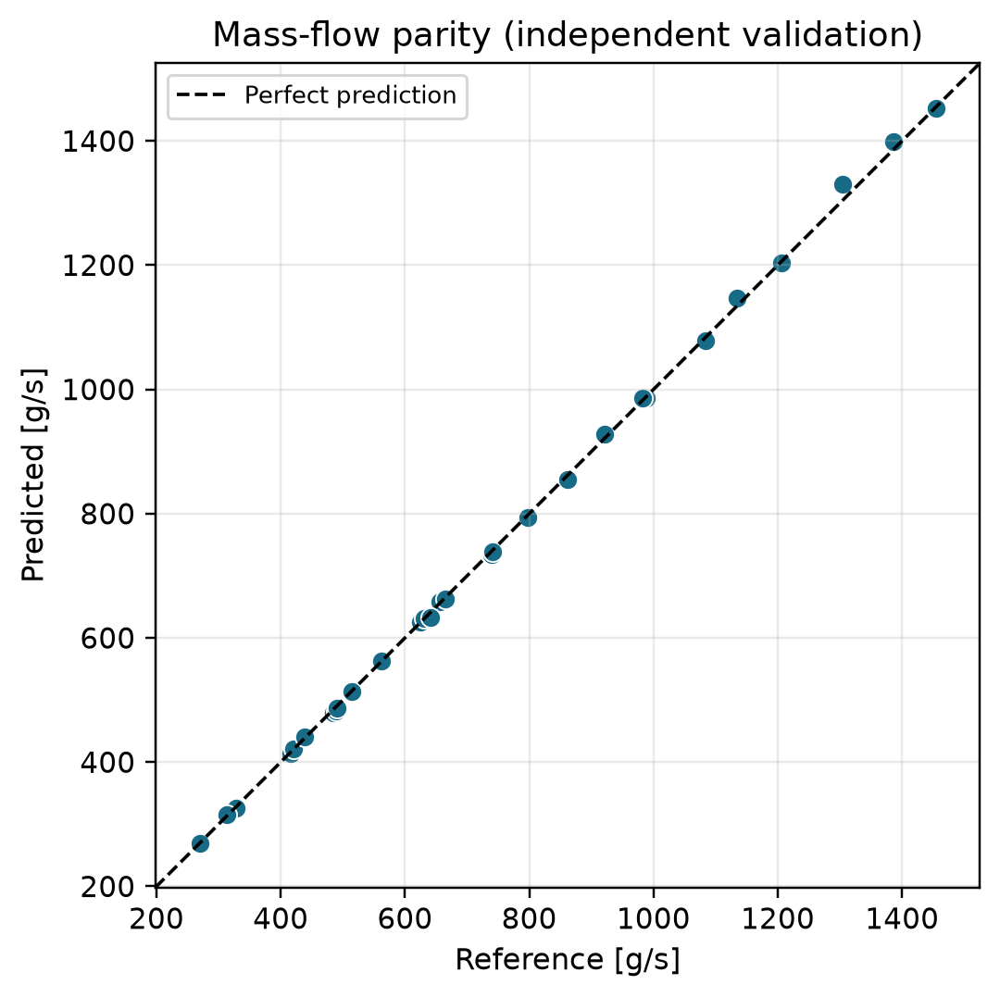 Mass-flow parity (independent validation)
Perfect prediction
1400
1200
1000
800
600
400
200
Predicted [g/s]
200 400 600 800 1000 1200 1400
Reference [g/s]